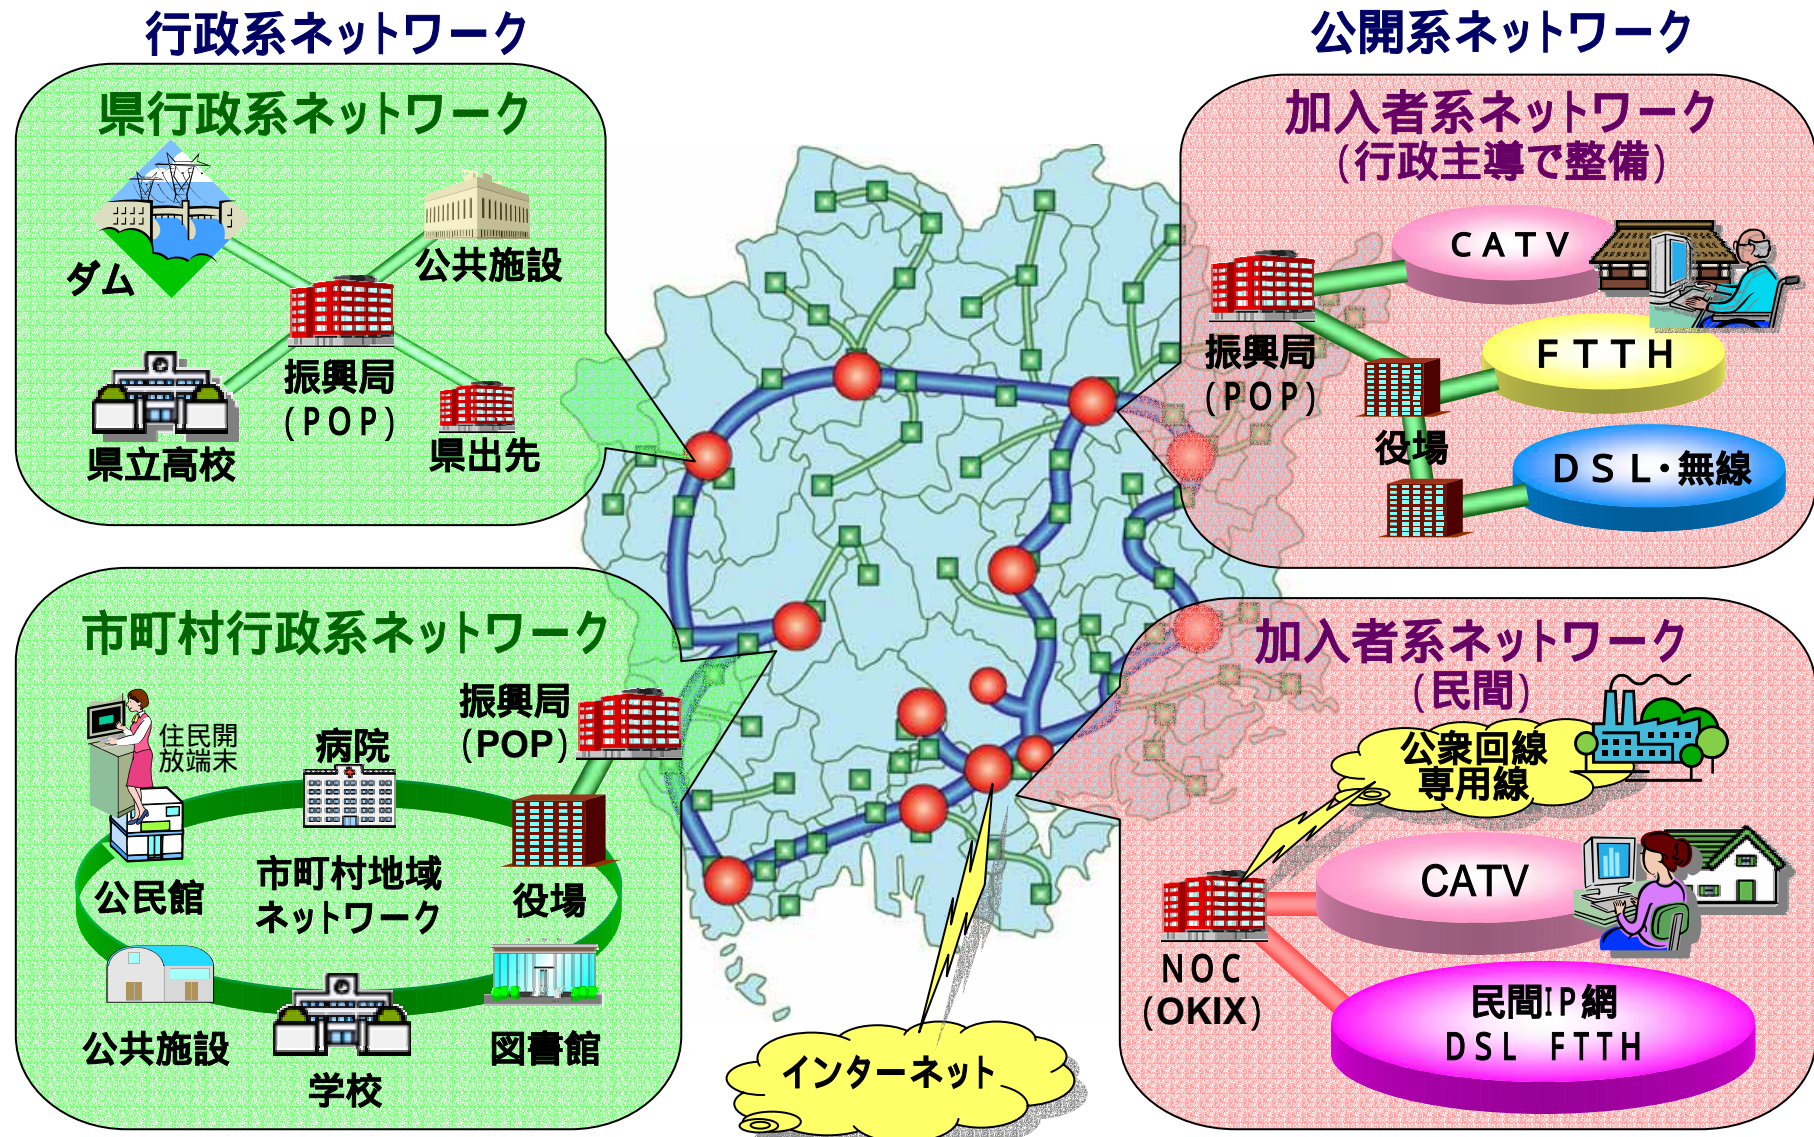 行政系ネットワーク
県行政系ネットワーク
ダム
公共施設
振興局
(POP)
県立高校
県出先
市町村行政系ネットワーク
振興局
(POP)
住民開
放端末
病院
公民館
市町村地域
ネットワーク
役場
公共施設
学校
図書館
インターネット
公開系ネットワーク
加入者系ネットワーク
(行政主導で整備)
CATV
振興局
(POP)
FTTH
役場
DSL・無線
加入者系ネットワーク
(民間)
公衆回線
専用線
CATV
NOC
(OKIX)
民間IP網
DSL FTTH